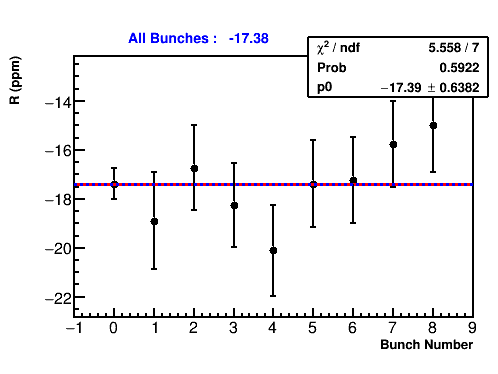 All Bunches : -17.38
χ² / ndf 5.558 / 7
Prob 0.5922
p0 −17.39 ± 0.6382
R (ppm)
−14
−16
−18
−20
−22
−1 0 1 2 3 4 5 6 7 8 9
Bunch Number